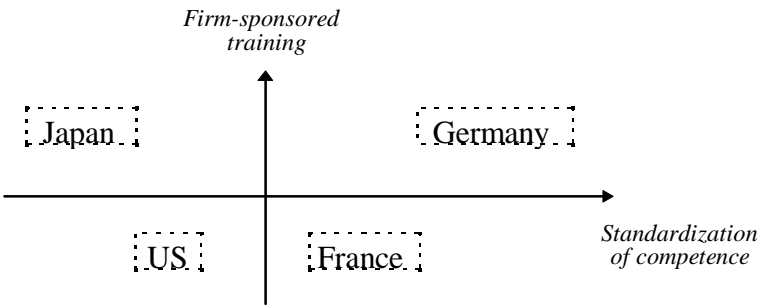 Firm-sponsored
training
Japan
Germany
US
France
Standardization
of competence